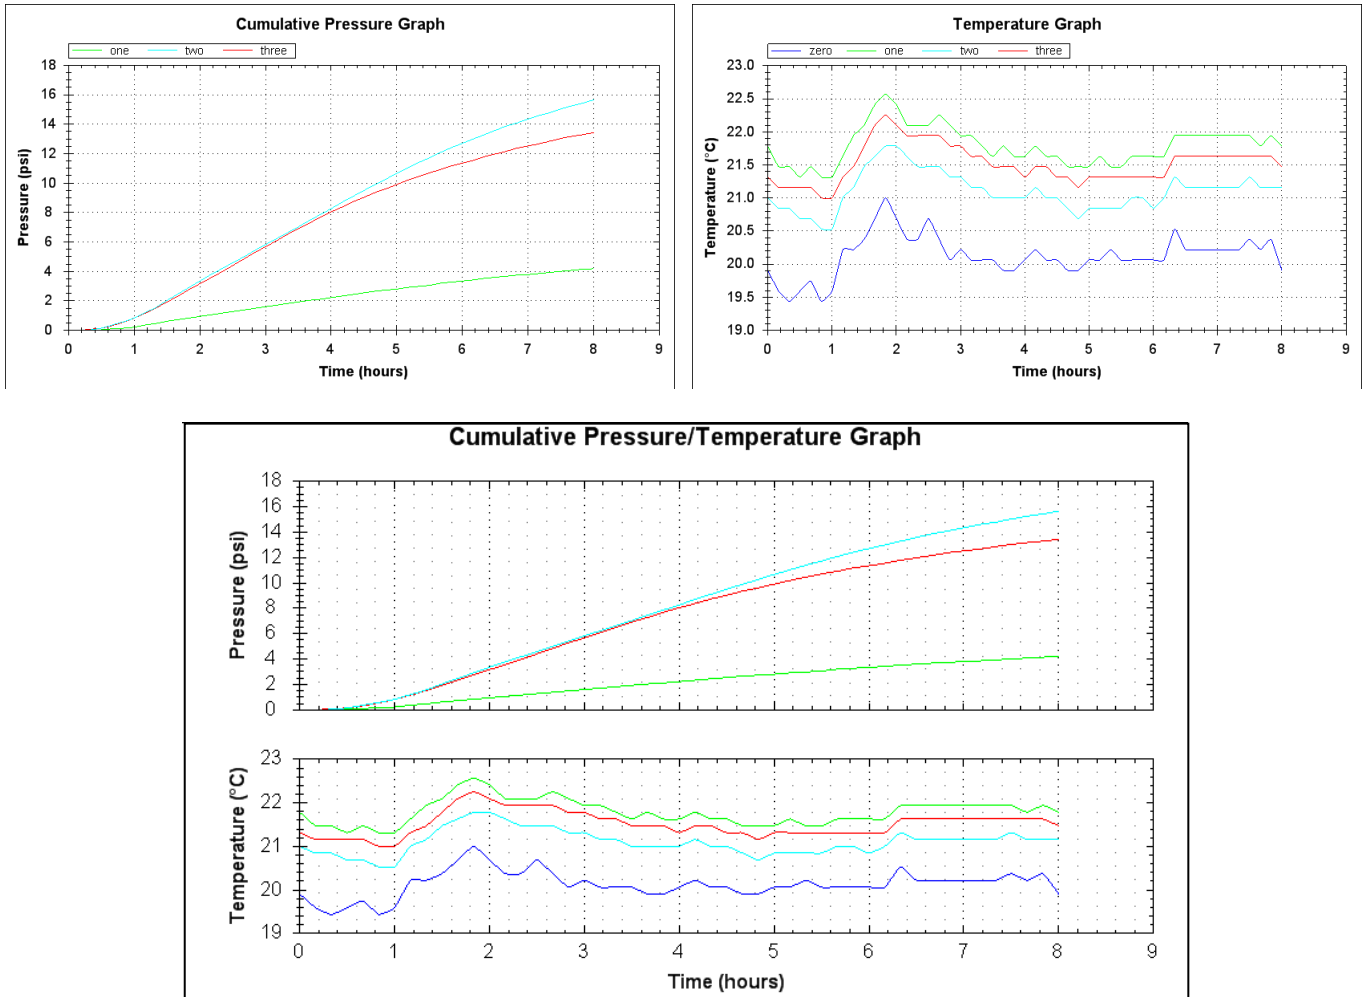 Cumulative Pressure Graph
one two three
18
16
14
12
10
8
6
4
2
0
Pressure (psi)
0 1 2 3 4 5 6 7 8 9
Time (hours)
Temperature Graph
zero one two three
23.0
22.5
22.0
21.5
21.0
20.5
20.0
19.5
19.0
Temperature (°C)
0 1 2 3 4 5 6 7 8 9
Time (hours)
Cumulative Pressure/Temperature Graph
18
16
14
12
10
8
6
4
2
0
Pressure (psi)
23
22
21
20
19
Temperature (°C)
0 1 2 3 4 5 6 7 8 9
Time (hours)